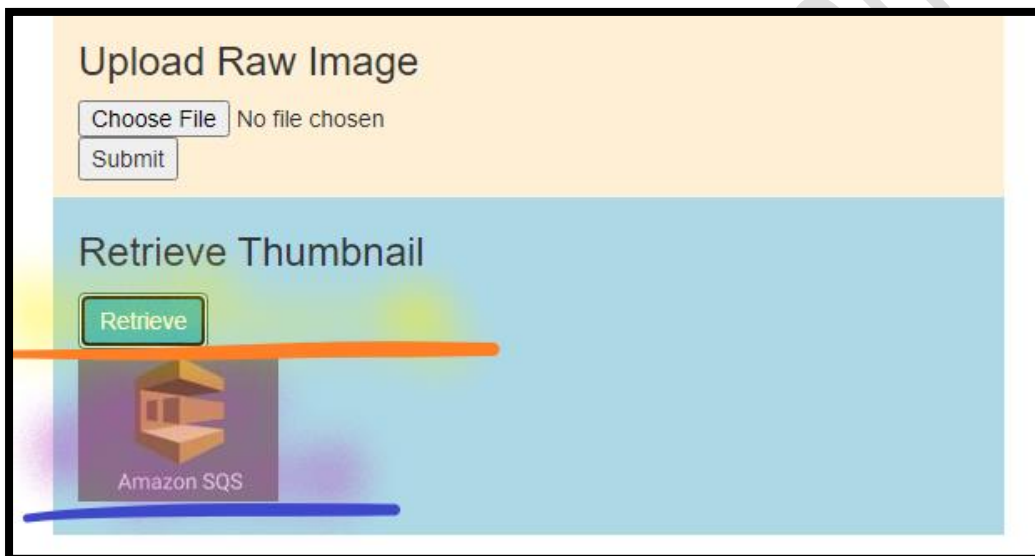 Upload Raw Image
Choose File No file chosen
Submit
Retrieve Thumbnail
Retrieve
Amazon SQS